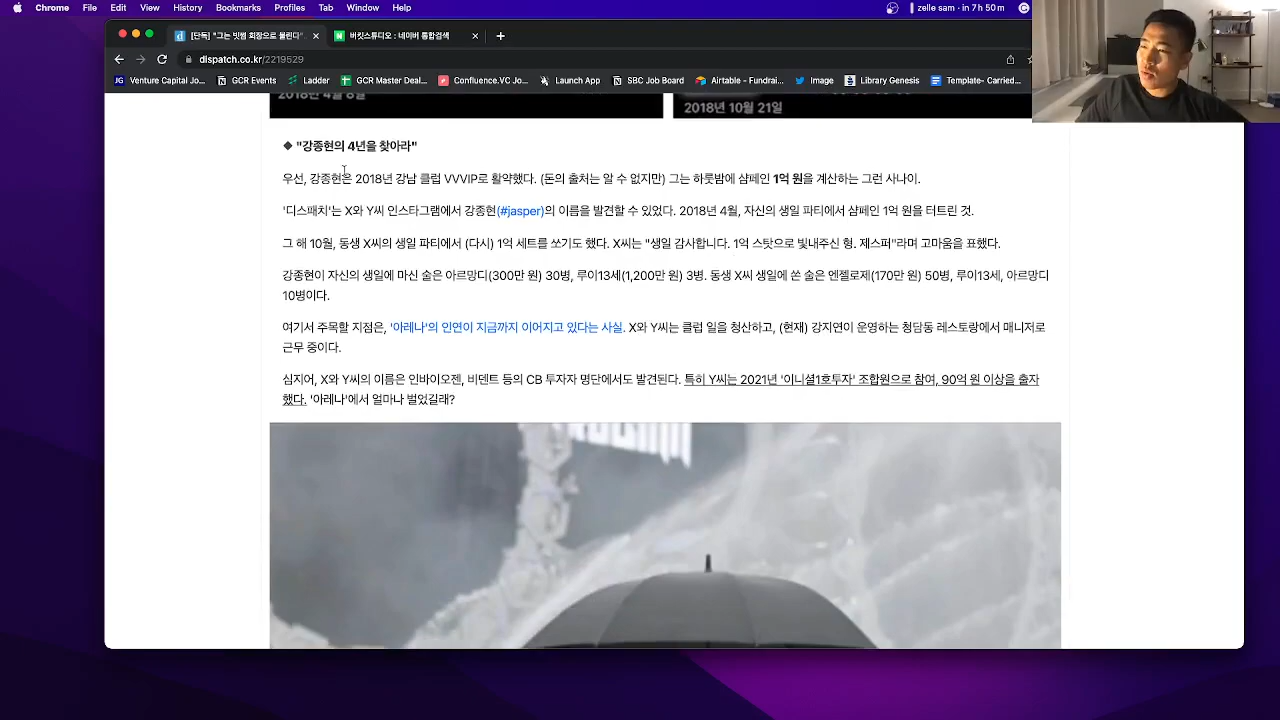 Chrome File Edit View History Bookmarks Profiles Tab Window Help
zelle sam · in 7 h 50 m
[단독] "그는 빗썸 회장으로 불린다"
버킷스튜디오 : 네이버 통합검색
dispatch.co.kr/2219529
Venture Capital Jo... GCR Events Ladder GCR Master Deal... Confluence.VC Jo... Launch App SBC Job Board Airtable - Fundrai... Image Library Genesis Template- Carried...
2018년 4월 8일
2018년 10월 21일
◆ "강종현의 4년을 찾아라"
우선, 강종현은 2018년 강남 클럽 VVVIP로 활약했다. (돈의 출처는 알 수 없지만) 그는 하룻밤에 샴페인 1억 원을 계산하는 그런 사나이.
'디스패치'는 X와 Y씨 인스타그램에서 강종현(#jasper)의 이름을 발견할 수 있었다. 2018년 4월, 자신의 생일 파티에서 샴페인 1억 원을 터트린 것.
그 해 10월, 동생 X씨의 생일 파티에서 (다시) 1억 세트를 쏘기도 했다. X씨는 "생일 감사합니다. 1억 스탓으로 빛내주신 형. 제스퍼"라며 고마움을 표했다.
강종현이 자신의 생일에 마신 술은 아르망디(300만 원) 30병, 루이13세(1,200만 원) 3병. 동생 X씨 생일에 쏜 술은 엔젤로제(170만 원) 50병, 루이13세, 아르망디
10병이다.
여기서 주목할 지점은, '아레나'의 인연이 지금까지 이어지고 있다는 사실. X와 Y씨는 클럽 일을 청산하고, (현재) 강지연이 운영하는 청담동 레스토랑에서 매니저로
근무 중이다.
심지어, X와 Y씨의 이름은 인바이오젠, 비덴트 등의 CB 투자자 명단에서도 발견된다. 특히 Y씨는 2021년 '이니셜1호투자' 조합원으로 참여, 90억 원 이상을 출자
했다. '아레나'에서 얼마나 벌었길래?